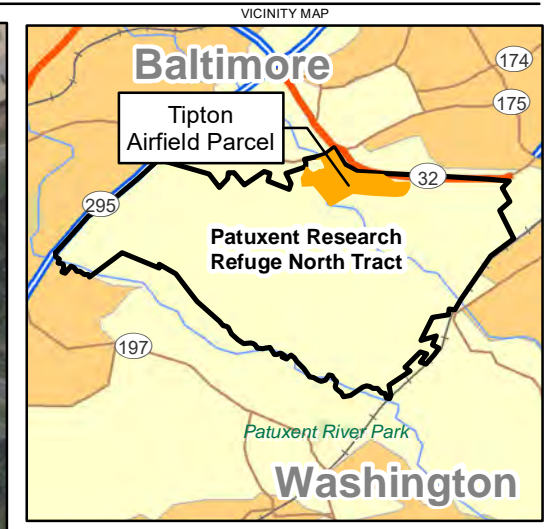 VICINITY MAP
Baltimore
174
175
Tipton
Airfield Parcel
32
295
Patuxent Research
Refuge North Tract
197
Patuxent River Park
Washington